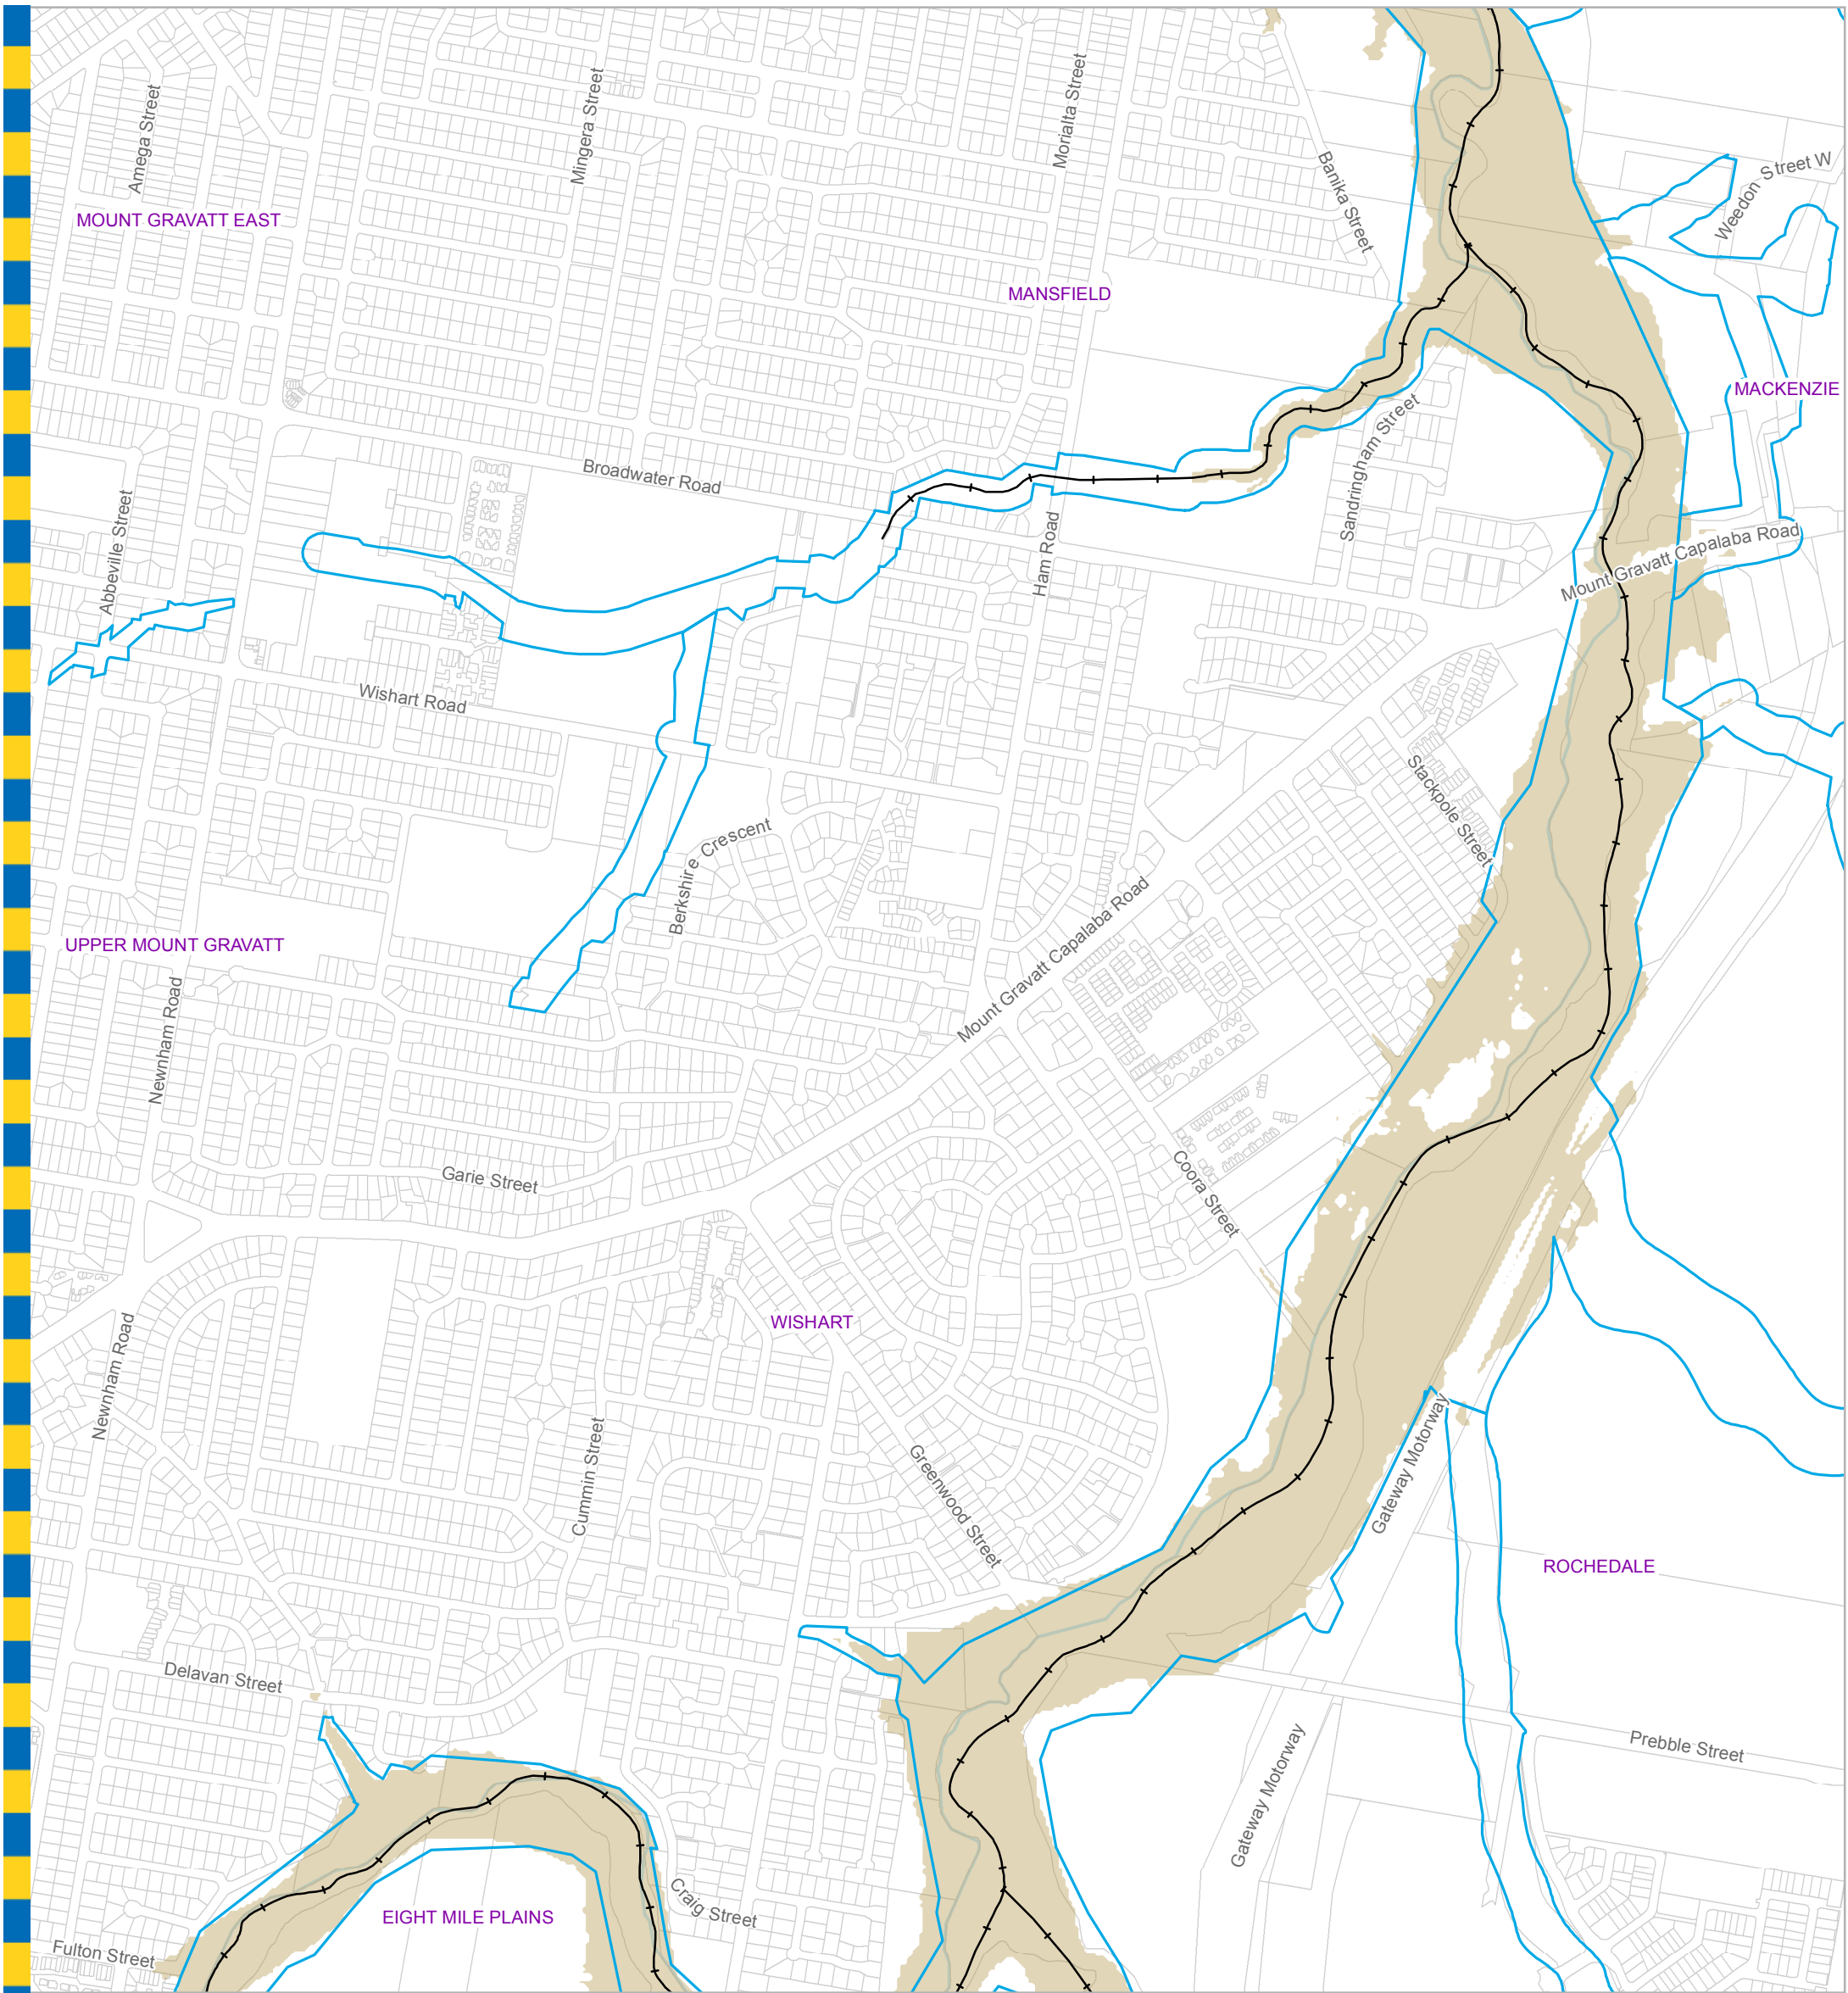 Amega Street
Mingera Street
Morialta Street
Banika Street
Weedon Street W
MOUNT GRAVATT EAST
MANSFIELD
MACKENZIE
Broadwater Road
Sandringham Street
Abbeville Street
Ham Road
Mount Gravatt Capalaba Road
Wishart Road
Stackpole Street
Berkshire Crescent
Mount Gravatt Capalaba Road
UPPER MOUNT GRAVATT
Newnham Road
Garie Street
Coora Street
WISHART
Newnham Road
Cummin Street
Greenwood Street
Gateway Motorway
ROCHEDALE
Delavan Street
Prebble Street
Gateway Motorway
Craig Street
EIGHT MILE PLAINS
Fulton Street